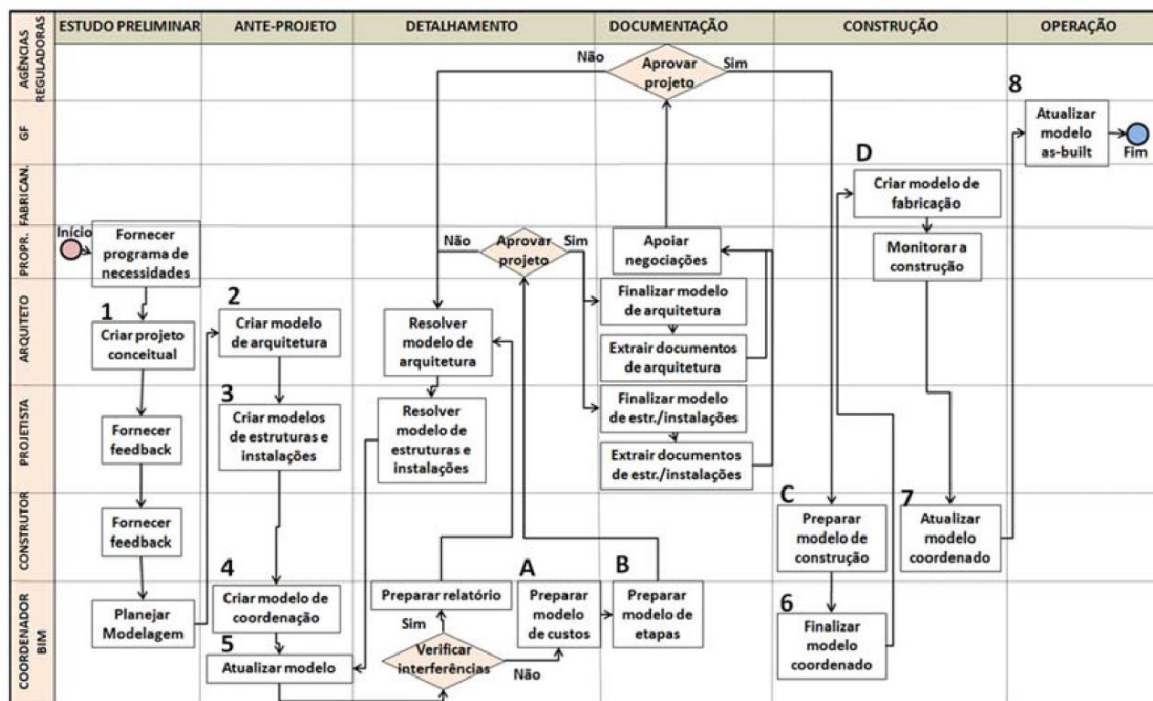 ESTUDO PRELIMINAR
ANTE-PROJETO
DETALHAMENTO
DOCUMENTAÇÃO
CONSTRUÇÃO
OPERAÇÃO
AGÊNCIAS
REGULADORAS
Não
Aprovar
projeto
Sim
GF
8
Atualizar
modelo
as-built
Fim
FABRICAN.
D
Criar modelo de
fabricação
PROPR.
Início
Fornecer
programa de
necessidades
Não
Aprovar
projeto
Sim
Apoiar
negociações
Monitorar a
construção
ARQUITETO
1
Criar projeto
conceitual
2
Criar modelo
de arquitetura
Resolver
modelo de
arquitetura
Finalizar modelo
de arquitetura
Extrair documentos
de arquitetura
PROJETISTA
Fornecer
feedback
3
Criar modelos
de estruturas e
instalações
Resolver
modelo de
estruturas e
instalações
Finalizar modelo
de estr./instalações
Extrair documentos
de estr./instalações
CONSTRUTOR
Fornecer
feedback
C
Preparar
modelo de
construção
7
Atualizar
modelo
coordenado
COORDENADOR
BIM
Planejar
Modelagem
4
Criar modelo de
coordenação
5
Atualizar modelo
Preparar relatório
Sim
Verificar
interferências
Não
A
Preparar
modelo
de custos
B
Preparar
modelo de
etapas
6
Finalizar
modelo
coordenado